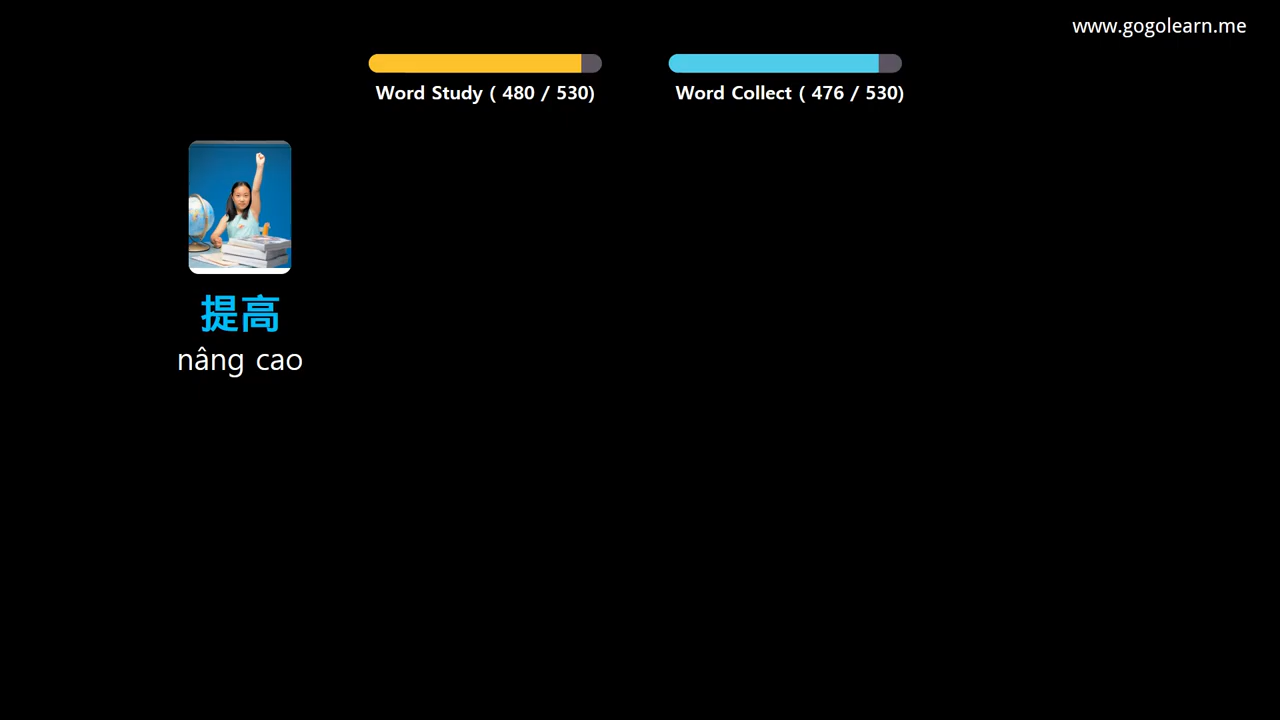 www.gogolearn.me
Word Study ( 480 / 530)
Word Collect ( 476 / 530)
提高
nâng cao